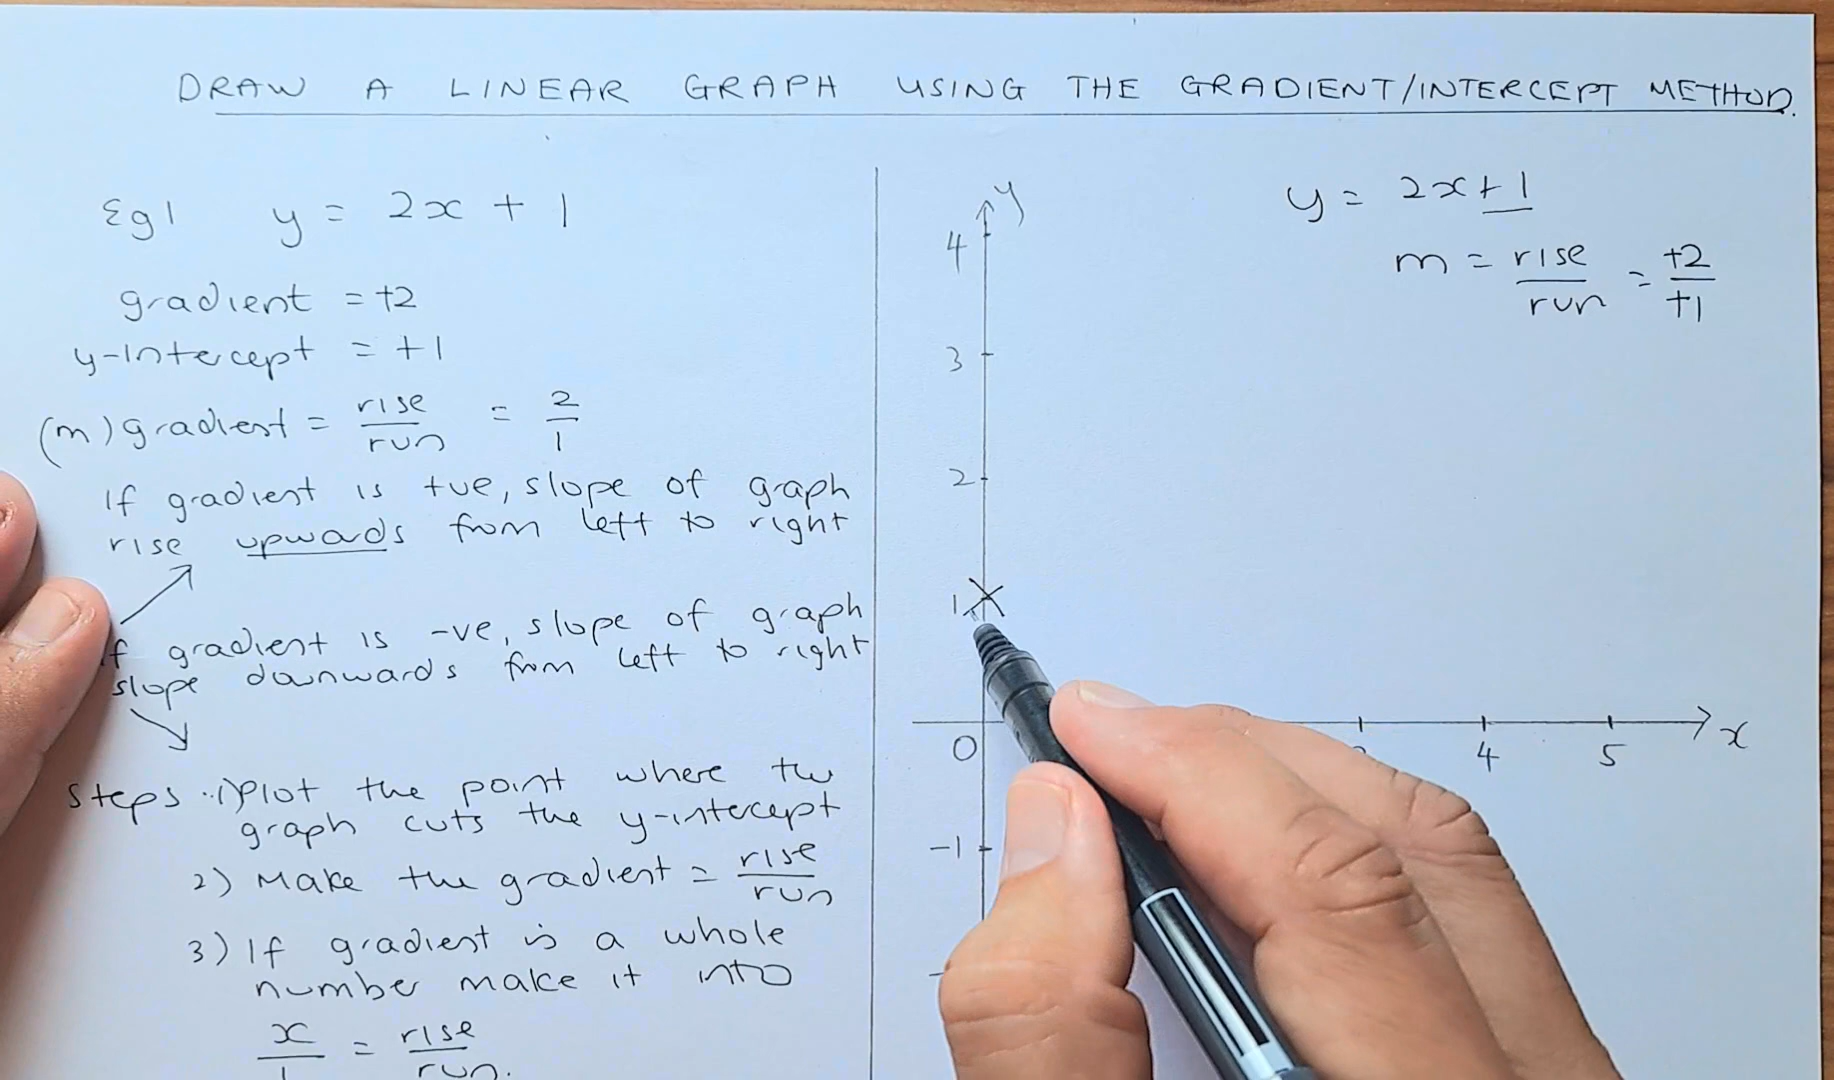 DRAW A LINEAR GRAPH USING THE GRADIENT/INTERCEPT METHOD.
Eg1 y = 2x + 1
gradient = +2
y-intercept = +1
(m) gradient = rise/run = 2/1
If gradient is +ve, slope of graph
rise upwards from left to right
If gradient is -ve, slope of graph
slope downwards from left to right
steps :. 1) Plot the point where the
graph cuts the y-intercept
2) Make the gradient = rise/run
3) If gradient is a whole
number make it into
x/1 = rise/run.
y = 2x + 1
m = rise/run = +2/+1
y
4
3
2
1
0
4
5
x
-1